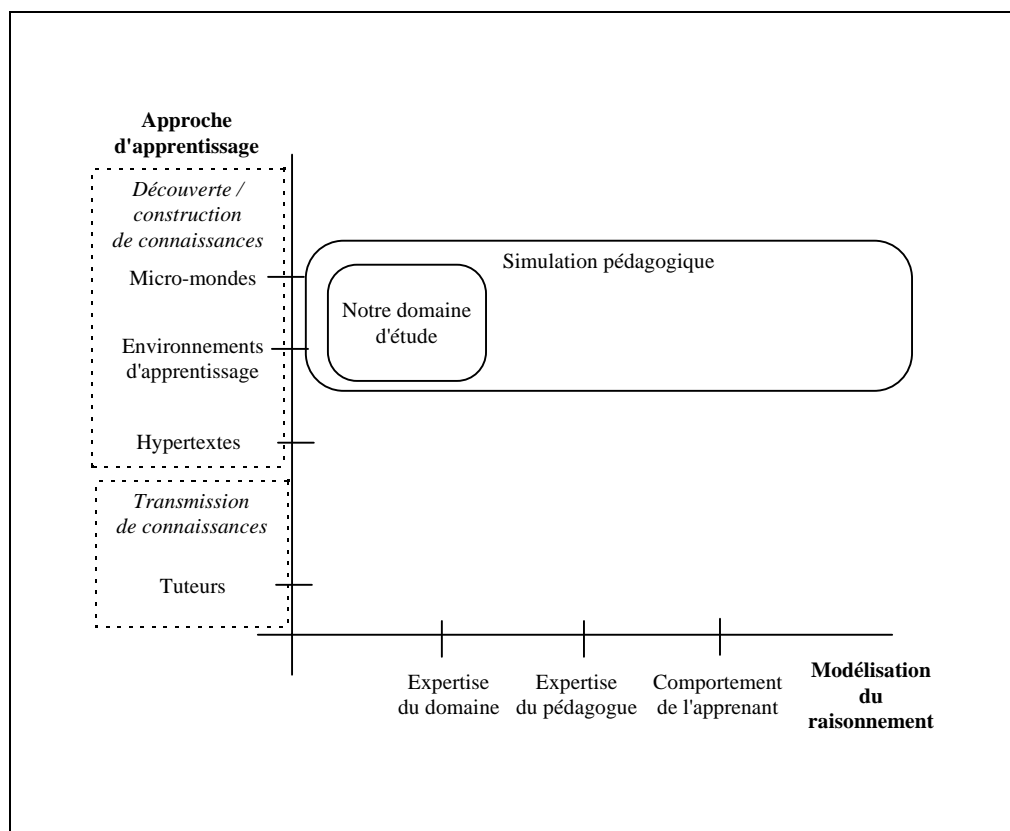 Approche
d'apprentissage
Découverte /
construction
de connaissances
Micro-mondes
Environnements
d'apprentissage
Hypertextes
Transmission
de connaissances
Tuteurs
Simulation pédagogique
Notre domaine
d'étude
Expertise
du domaine
Expertise
du pédagogue
Comportement
de l'apprenant
Modélisation
du
raisonnement